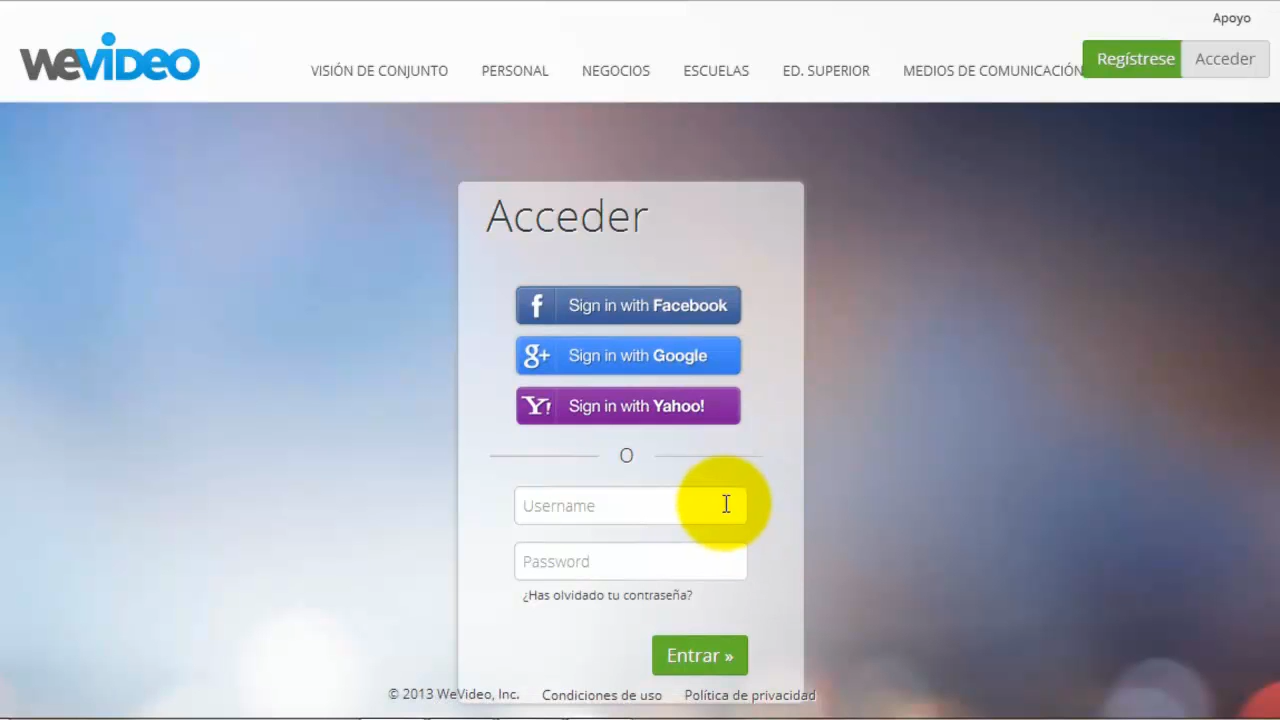 Apoyo
WEVIDEO
VISIÓN DE CONJUNTO PERSONAL NEGOCIOS ESCUELAS ED. SUPERIOR MEDIOS DE COMUNICACIÓN Regístrese Acceder
Acceder
f Sign in with Facebook
g+ Sign in with Google
Y! Sign in with Yahoo!
O
Username
Password
¿Has olvidado tu contraseña?
Entrar »
© 2013 WeVideo, Inc. Condiciones de uso Política de privacidad